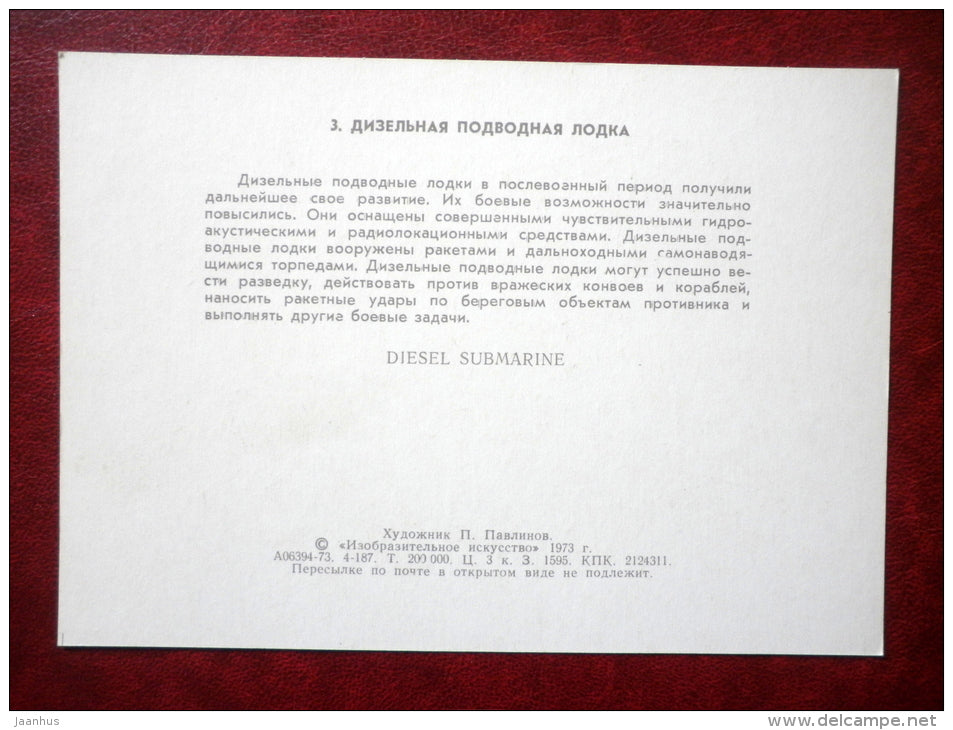 3. ДИЗЕЛЬНАЯ ПОДВОДНАЯ ЛОДКА
Дизельные подводные лодки в послевоенный период получили
дальнейшее свое развитие. Их боевые возможности значительно
повысились. Они оснащены совершенными чувствительными гидро-
акустическими и радиолокационными средствами. Дизельные под-
водные лодки вооружены ракетами и дальноходными самонаводя-
щимися торпедами. Дизельные подводные лодки могут успешно ве-
сти разведку, действовать против вражеских конвоев и кораблей,
наносить ракетные удары по береговым объектам противника и
выполнять другие боевые задачи.
DIESEL SUBMARINE
Художник П. Павлинов.
© «Изобразительное искусство» 1973 г.
А06394-73. 4-187. Т. 200 000. Ц. 3 к. З. 1595. КПК. 2124311.
Пересылке по почте в открытом виде не подлежит.
jaanhus
www.delcampe.net